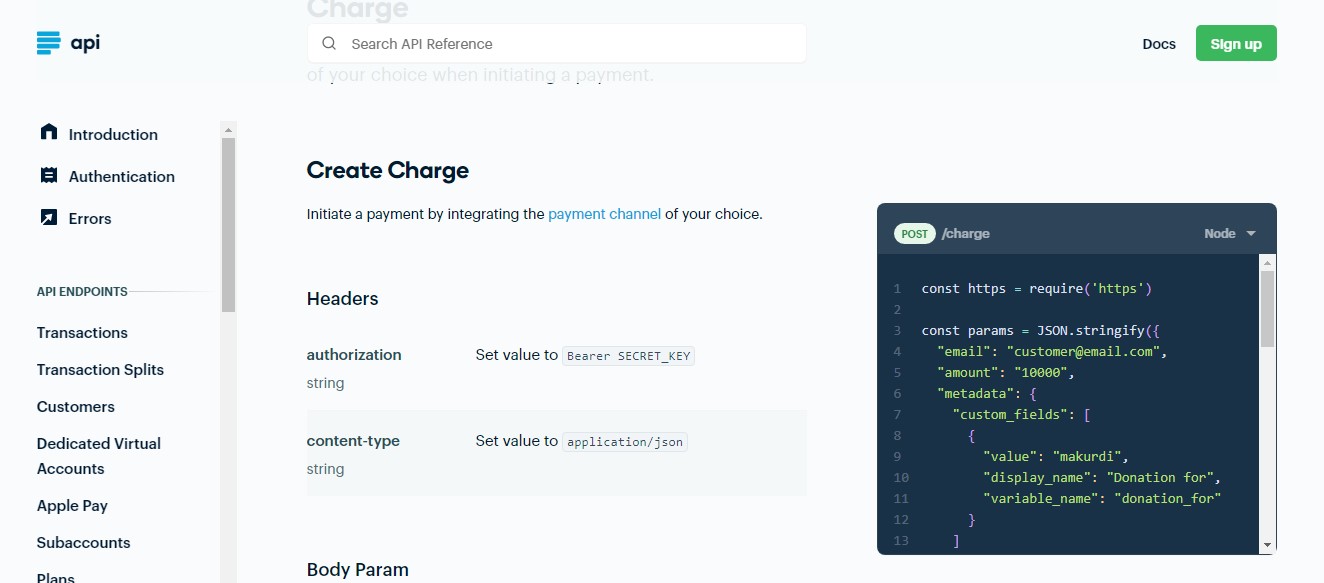 Charge
api
Search API Reference
Docs
Sign up
of your choice when initiating a payment.
Introduction
Authentication
Errors
API ENDPOINTS
Transactions
Transaction Splits
Customers
Dedicated Virtual
Accounts
Apple Pay
Subaccounts
Plans
Create Charge
Initiate a payment by integrating the payment channel of your choice.
Headers
authorization
Set value to Bearer SECRET_KEY
string
content-type
Set value to application/json
string
Body Param
POST /charge
Node
1 const https = require('https')
2
3 const params = JSON.stringify({
4 "email": "customer@email.com",
5 "amount": "10000",
6 "metadata": {
7 "custom_fields": [
8 {
9 "value": "makurdi",
10 "display_name": "Donation for",
11 "variable_name": "donation_for"
12 }
13 ]